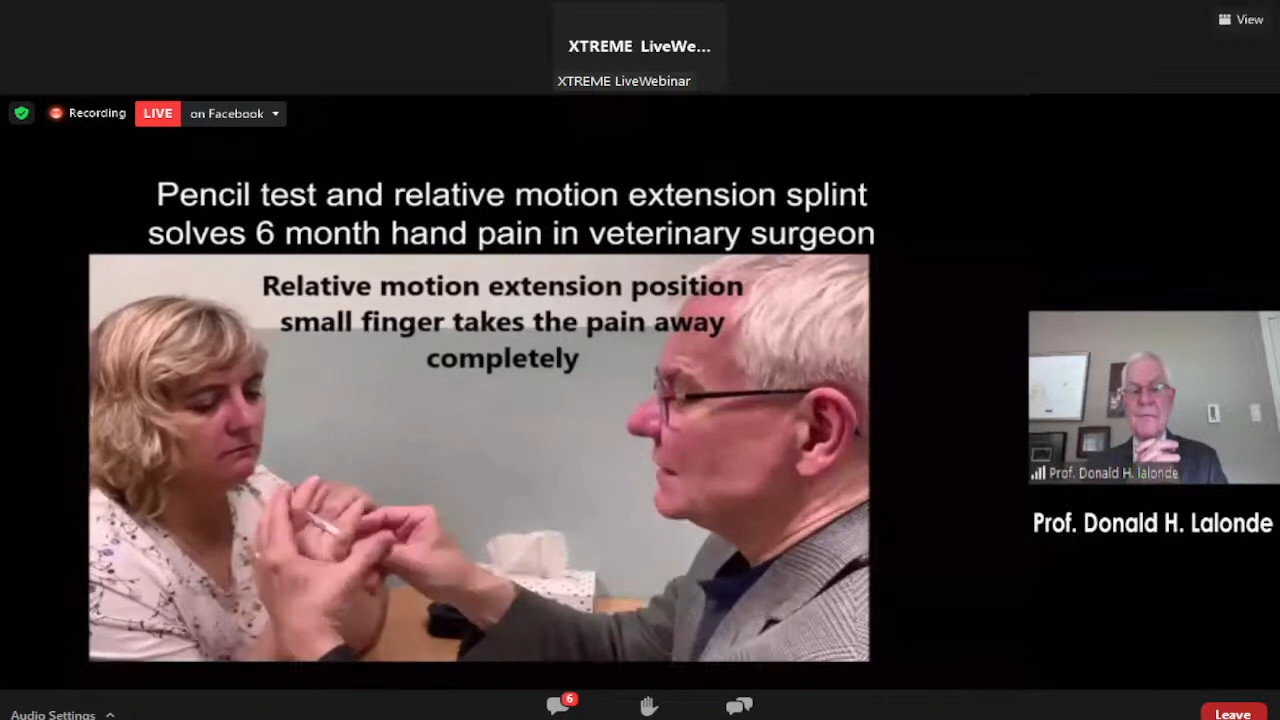 XTREME LiveWe...
View
XTREME LiveWebinar
Recording
LIVE
on Facebook
Pencil test and relative motion extension splint
solves 6 month hand pain in veterinary surgeon
Relative motion extension position
small finger takes the pain away
completely
Prof. Donald H. lalonde
Prof. Donald H. Lalonde
6
Audio Settings
Leave